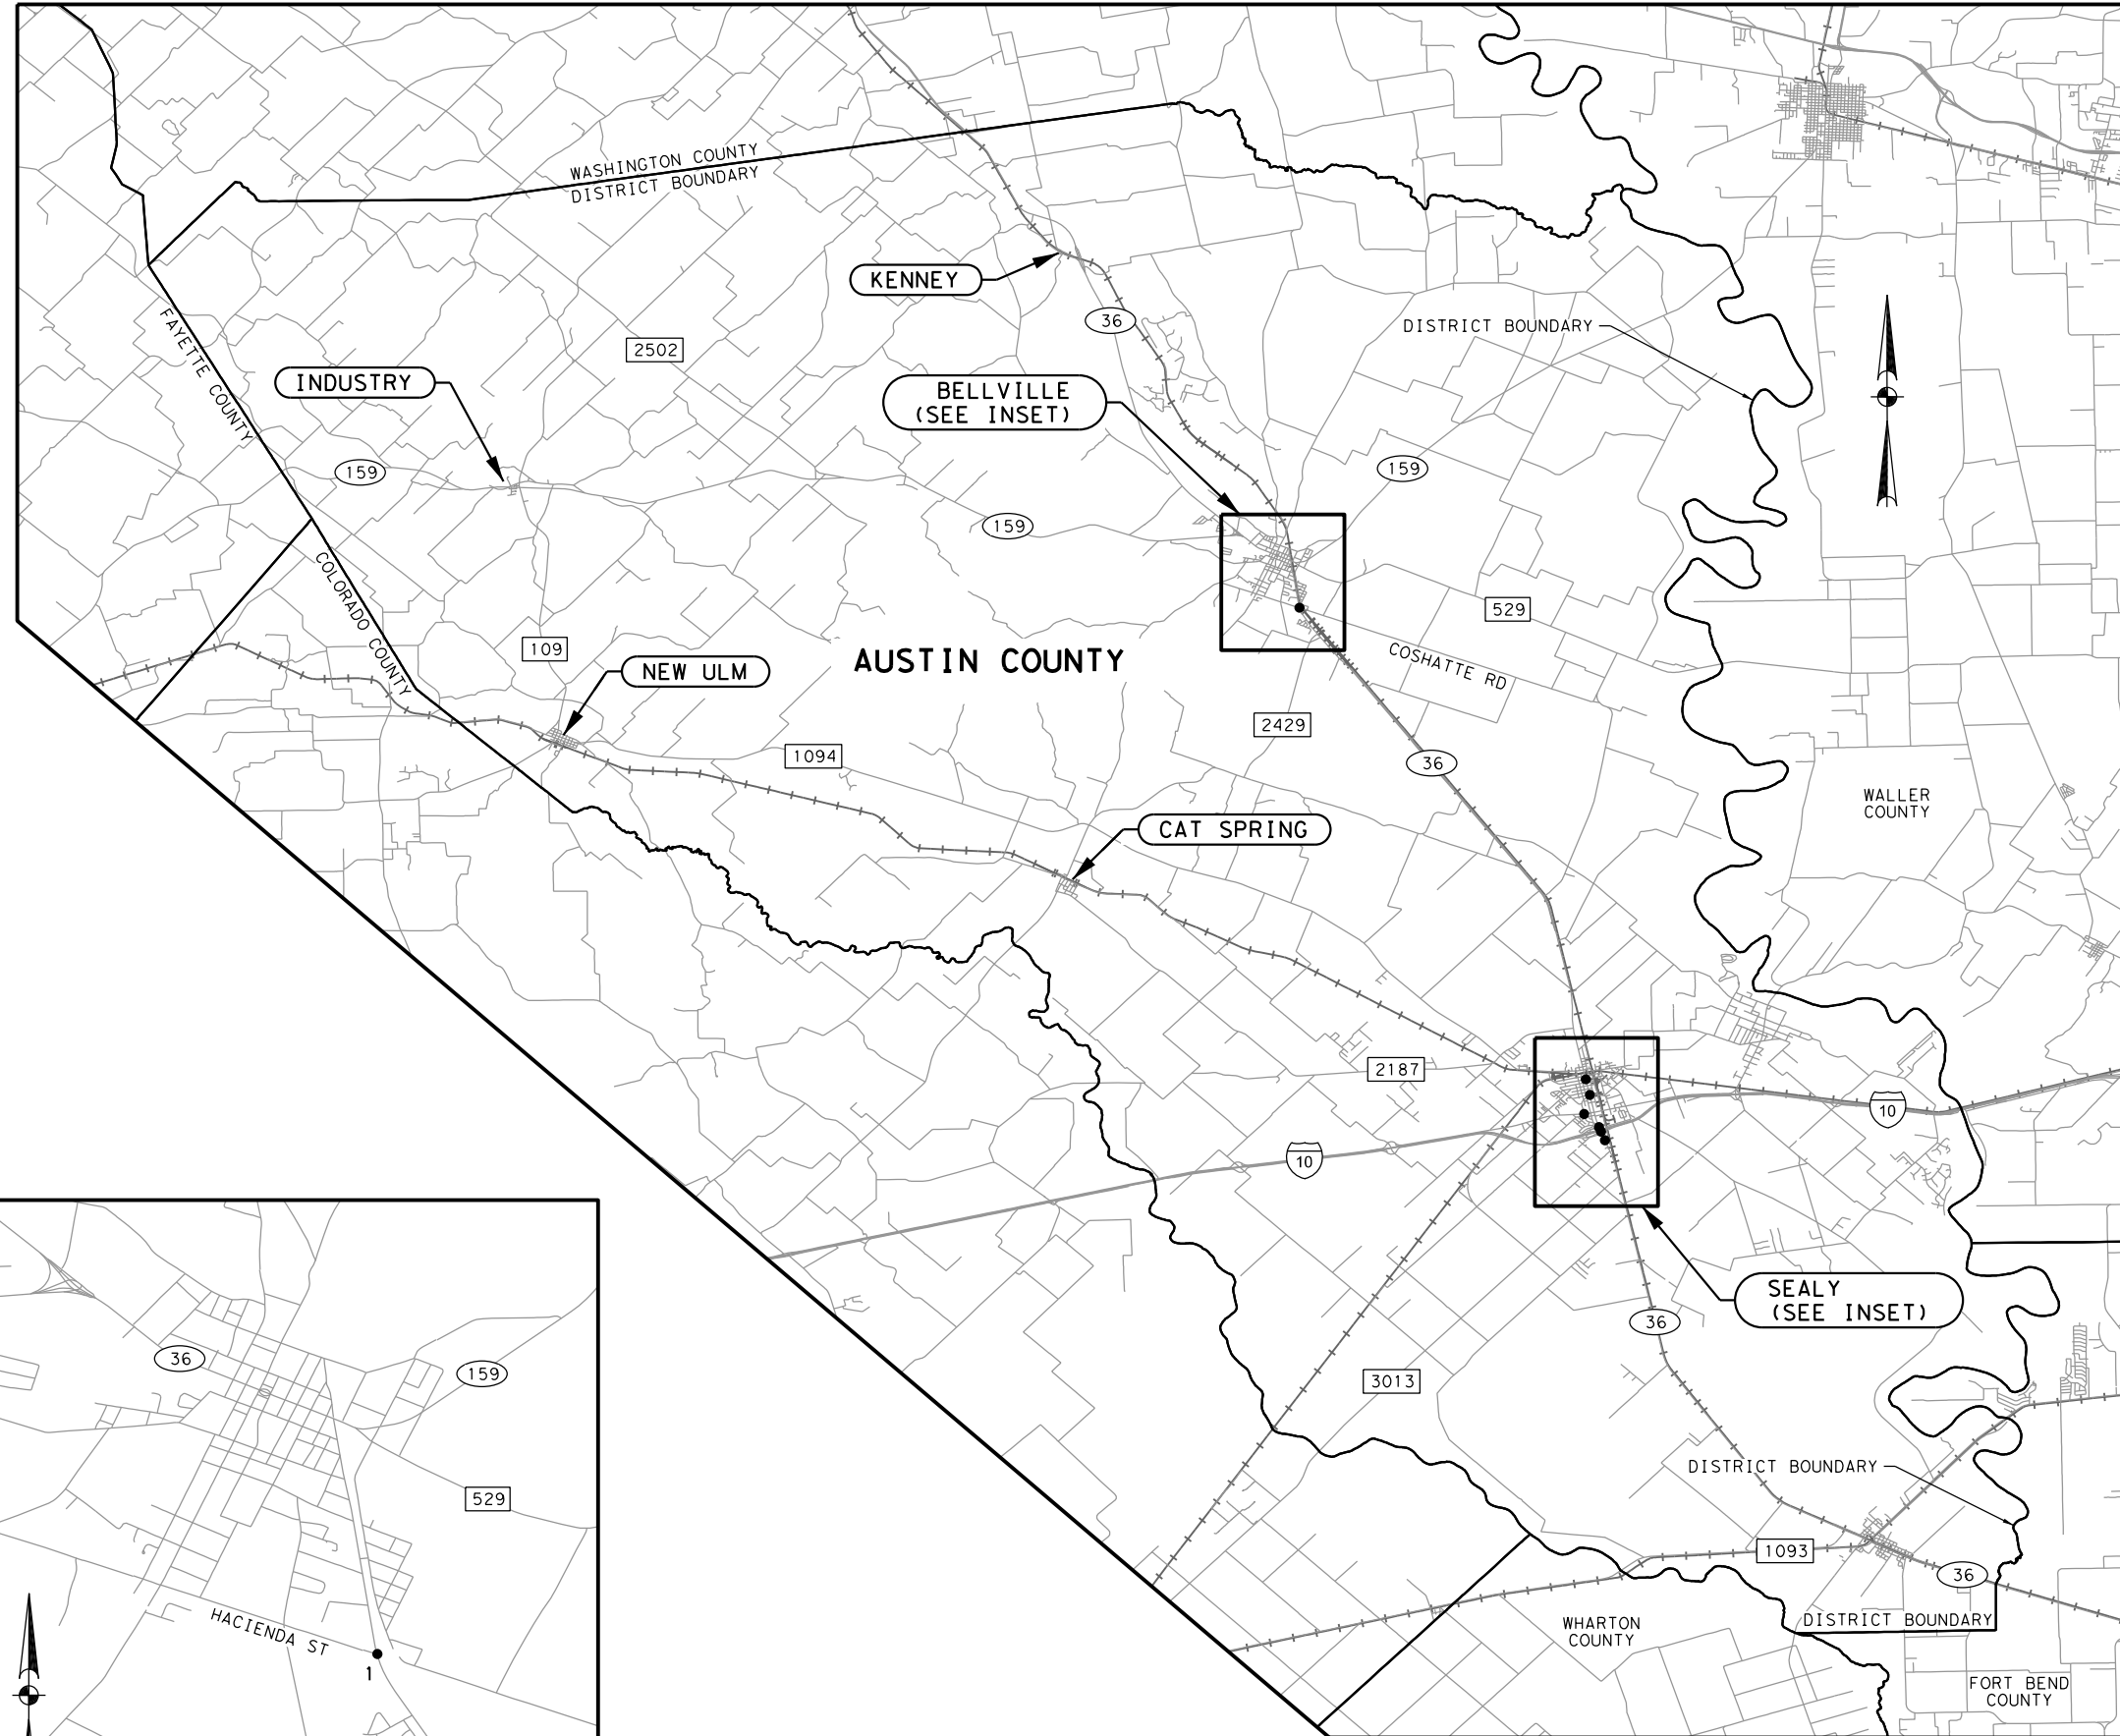 WASHINGTON COUNTY
DISTRICT BOUNDARY
KENNEY
36
DISTRICT BOUNDARY
FAYETTE COUNTY
2502
INDUSTRY
BELLVILLE
(SEE INSET)
159
159
159
COLORADO COUNTY
529
109
NEW ULM
AUSTIN COUNTY
COSHATTE RD
2429
1094
36
WALLER
COUNTY
CAT SPRING
2187
10
10
SEALY
(SEE INSET)
36
3013
DISTRICT BOUNDARY
1093
36
DISTRICT BOUNDARY
WHARTON
COUNTY
FORT BEND
COUNTY
36
159
529
HACIENDA ST
1